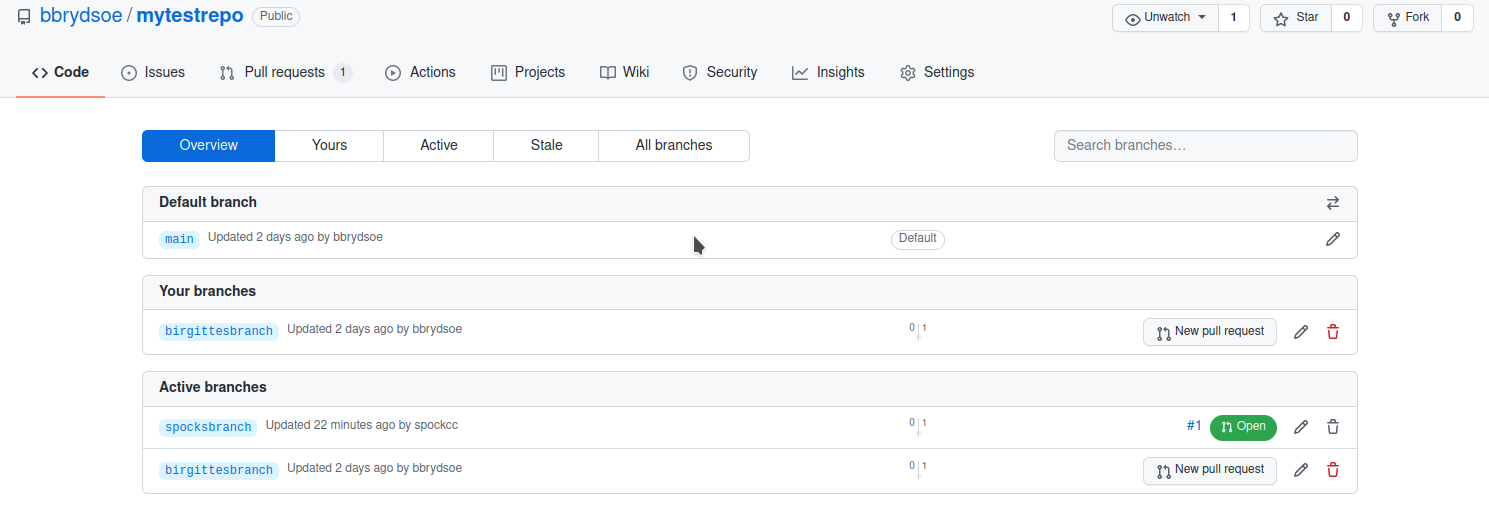 bbrydsoe / mytestrepo Public Unwatch 1 Star 0 Fork 0
Code Issues Pull requests 1 Actions Projects Wiki Security Insights Settings
Overview Yours Active Stale All branches Search branches…
Default branch
main Updated 2 days ago by bbrydsoe Default
Your branches
birgittesbranch Updated 2 days ago by bbrydsoe 0 1 New pull request
Active branches
spocksbranch Updated 22 minutes ago by spockcc 0 1 #1 Open
birgittesbranch Updated 2 days ago by bbrydsoe 0 1 New pull request